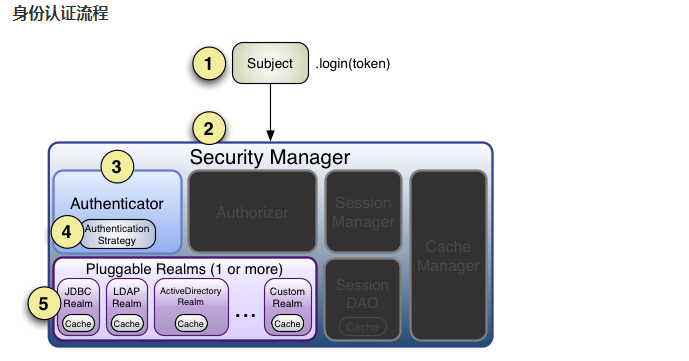 身份认证流程
1
Subject .login(token)
2
Security Manager
3
Authenticator
4
Authentication
Strategy
Authorizer
Session
Manager
Cache
Manager
Session
DAO
Cache
Pluggable Realms (1 or more)
5
JDBC
Realm
Cache
LDAP
Realm
Cache
ActiveDirectory
Realm
Cache
...
Custom
Realm
Cache